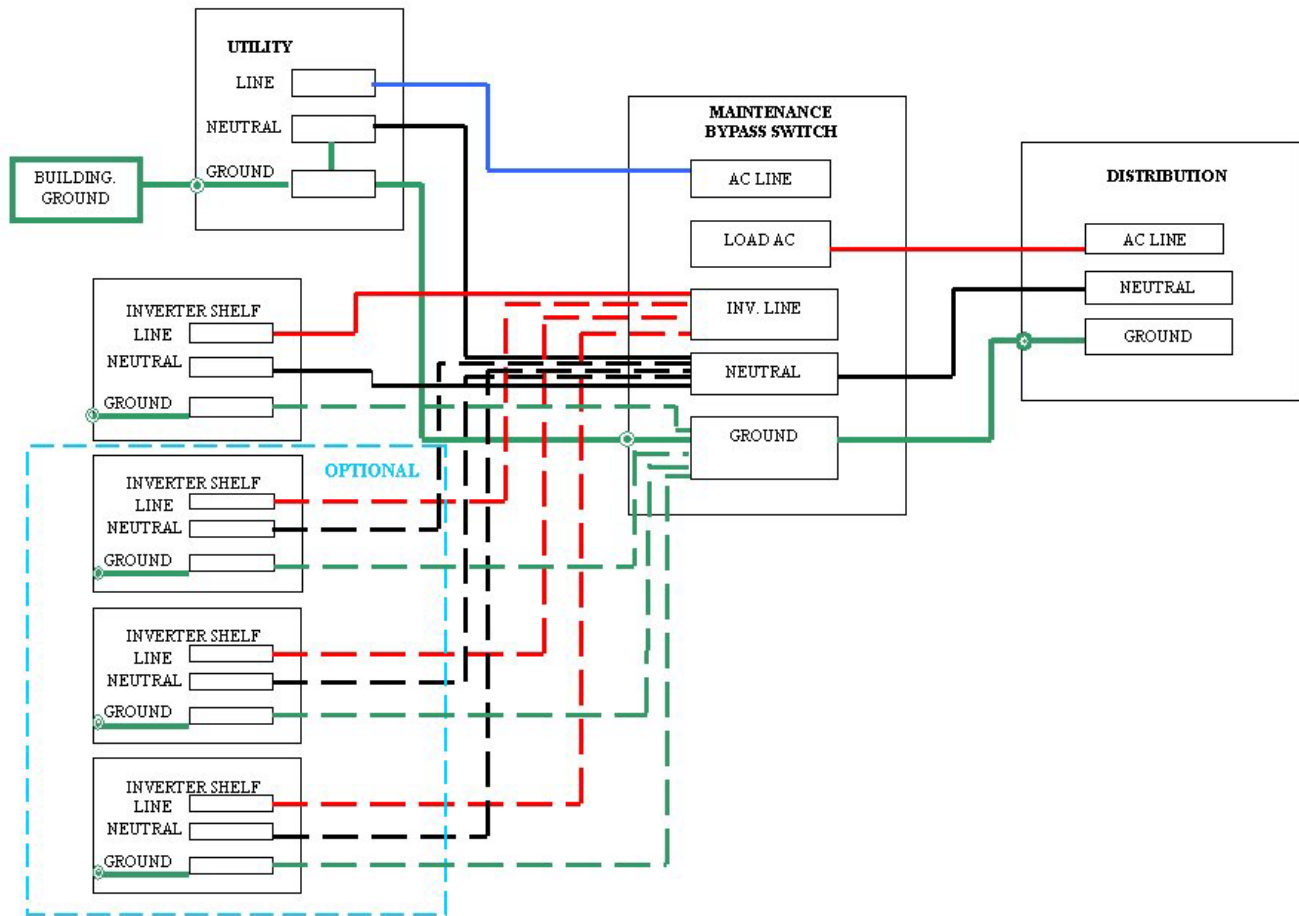 UTILITY
LINE
NEUTRAL
GROUND
BUILDING.
GROUND
MAINTENANCE
BYPASS SWITCH
AC LINE
LOAD AC
INV. LINE
NEUTRAL
GROUND
DISTRIBUTION
AC LINE
NEUTRAL
GROUND
INVERTER SHELF
LINE
NEUTRAL
GROUND
OPTIONAL
INVERTER SHELF
LINE
NEUTRAL
GROUND
INVERTER SHELF
LINE
NEUTRAL
GROUND
INVERTER SHELF
LINE
NEUTRAL
GROUND